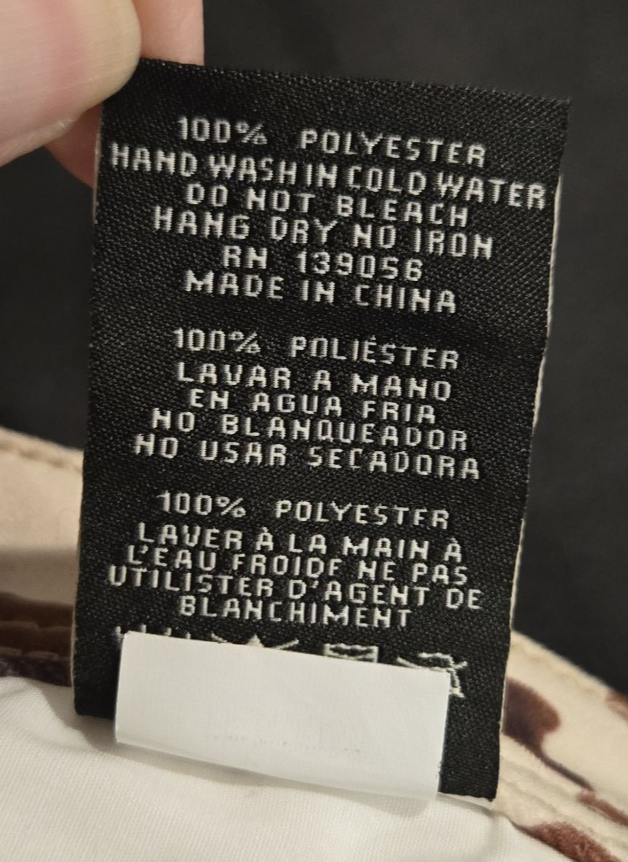 100% POLYESTER
HAND WASH IN COLD WATER
DO NOT BLEACH
HANG DRY NO IRON
RN 139056
MADE IN CHINA
100% POLIÉSTER
LAVAR A MANO
EN AGUA FRIA
NO BLANQUEADOR
NO USAR SECADORA
100% POLYESTER
LAVER À LA MAIN À
L'EAU FROIDE NE PAS
UTILISTER D'AGENT DE
BLANCHIMENT